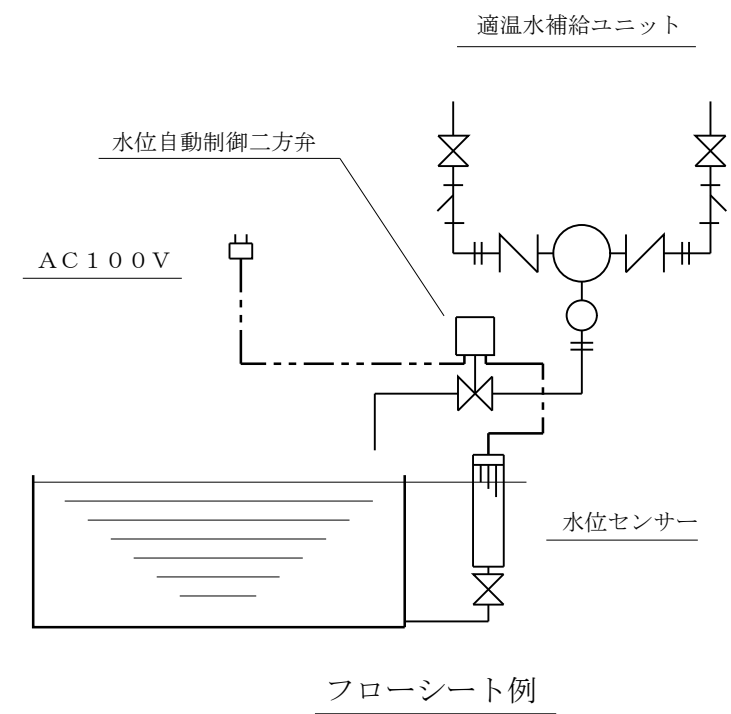 適温水補給ユニット
水位自動制御二方弁
ＡＣ１００Ｖ
水位センサー
フローシート例